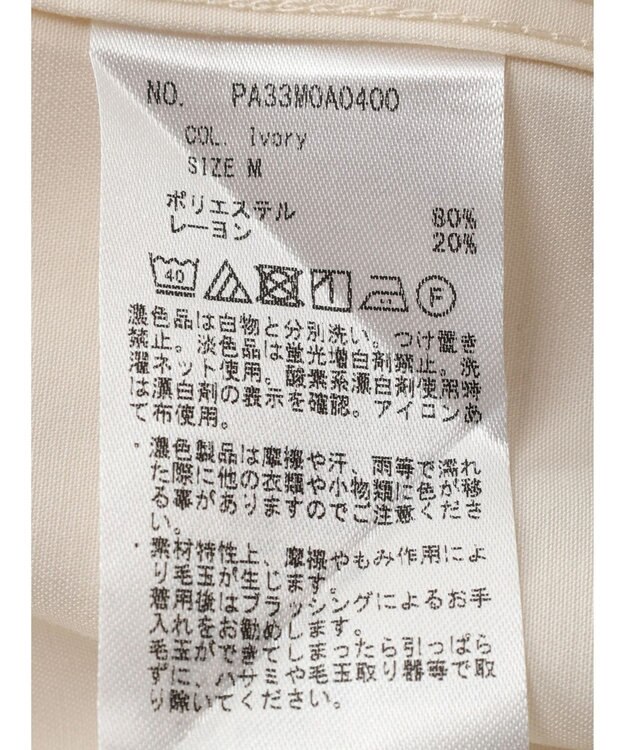 NO. PA33M0A0400
COL. Ivory
SIZE M
ポリエステル 80%
レーヨン 20%
40 F
濃色品は白物と分別洗い。つけ置き
禁止。淡色品は蛍光増白剤禁止。洗
濯ネット使用。酸素系漂白剤使用時
は漂白剤の表示を確認。アイロンあ
て布使用。
・濃色製品は摩擦や汗、雨等で濡れ
た際に他の衣類や小物類に色が移
る事がありますのでご注意くださ
い。
・素材特性上、摩擦やもみ作用によ
り毛玉が生じます。
着用後はブラッシングによるお手
入れをお勧めします。
毛玉ができてしまったら引っぱら
ずに、ハサミや毛玉取り器等で取
り除いてください。